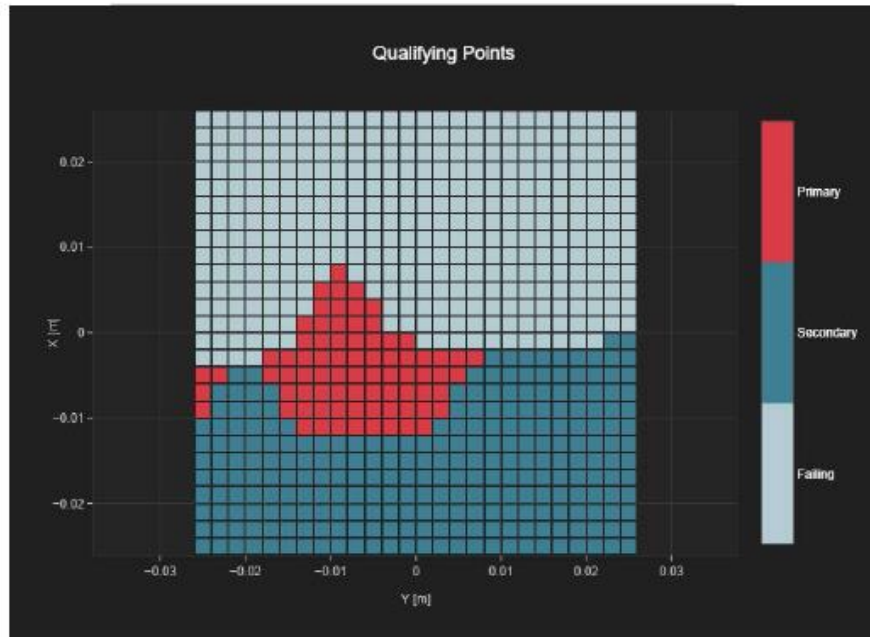 Qualifying Points
0.02
0.01
0
−0.01
−0.02
X [m]
−0.03
−0.02
−0.01
0
0.01
0.02
0.03
Y [m]
Primary
Secondary
Failing